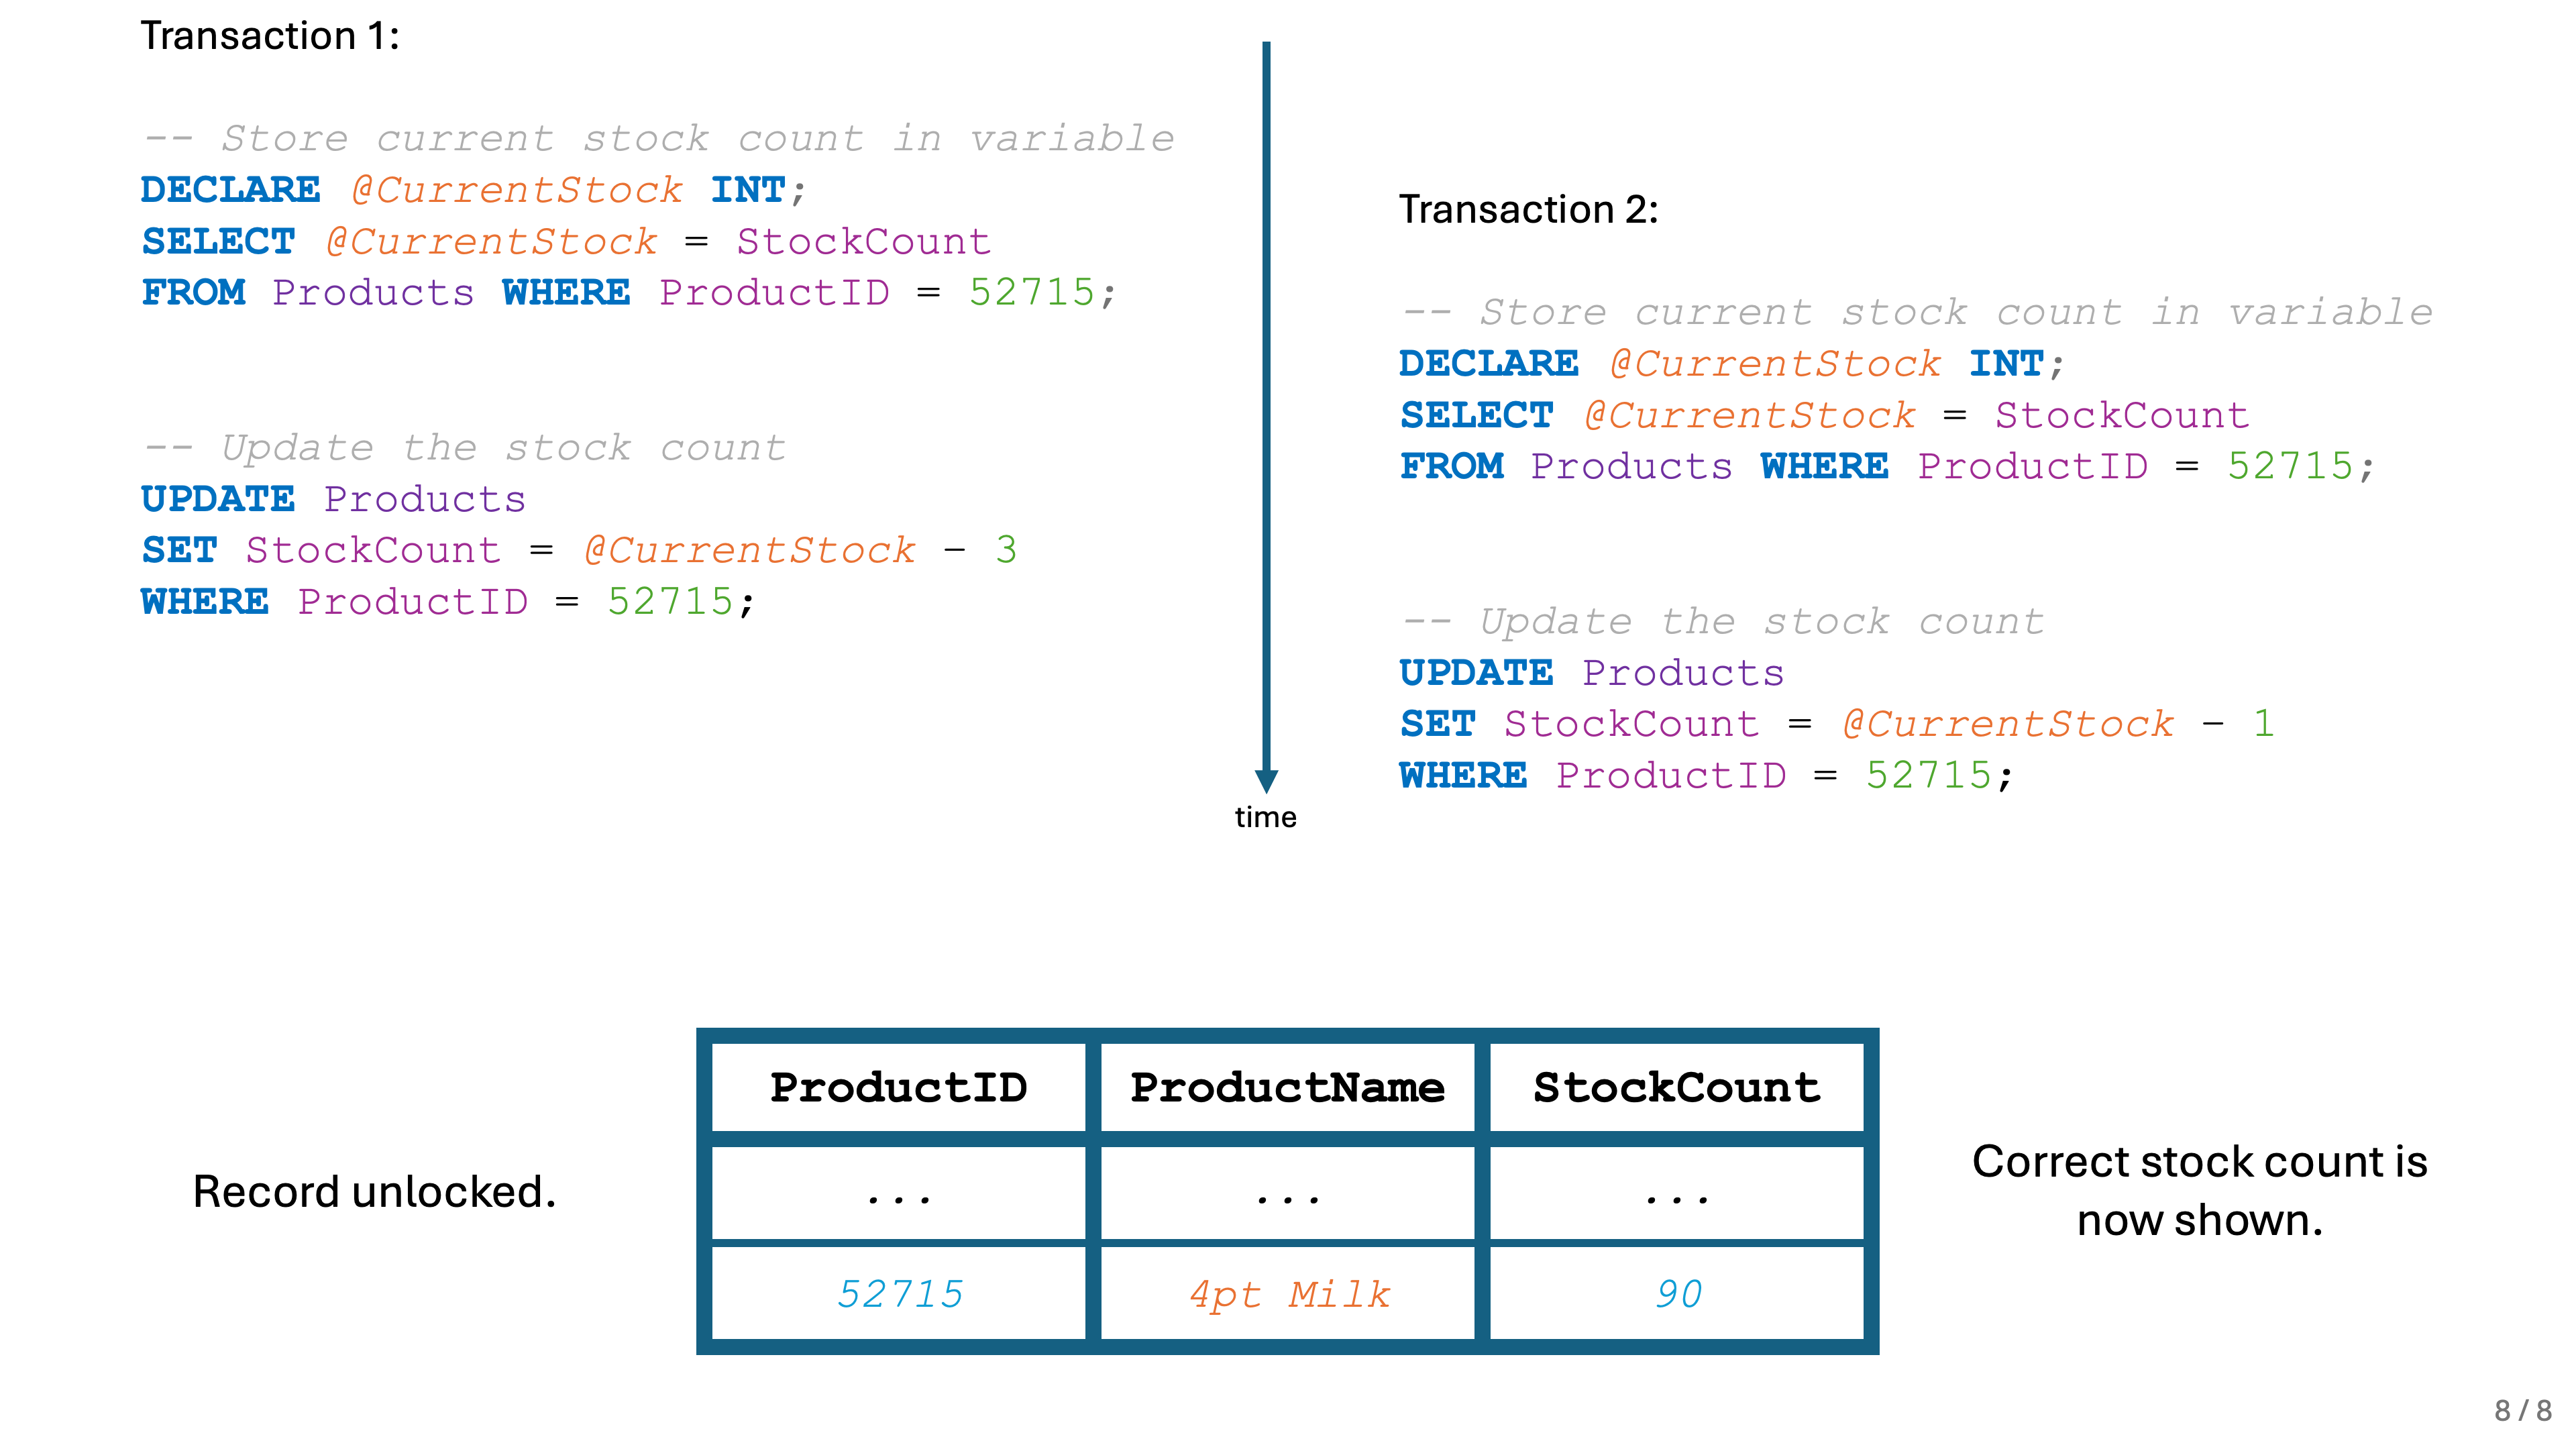 Transaction 1:
-- Store current stock count in variable
DECLARE @CurrentStock INT;
SELECT @CurrentStock = StockCount
FROM Products WHERE ProductID = 52715;
-- Update the stock count
UPDATE Products
SET StockCount = @CurrentStock – 3
WHERE ProductID = 52715;
time
Transaction 2:
-- Store current stock count in variable
DECLARE @CurrentStock INT;
SELECT @CurrentStock = StockCount
FROM Products WHERE ProductID = 52715;
-- Update the stock count
UPDATE Products
SET StockCount = @CurrentStock – 1
WHERE ProductID = 52715;
Record unlocked.
ProductID ProductName StockCount
... ... ...
52715 4pt Milk 90
Correct stock count is
now shown.
8 / 8